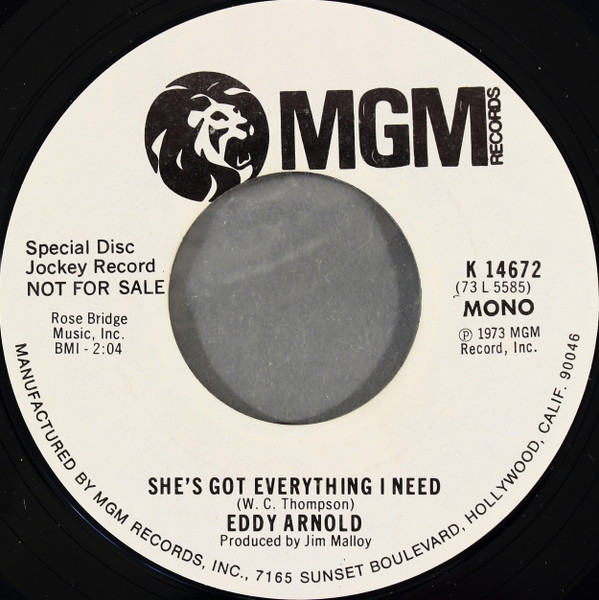 MGM
RECORDS
Special Disc
Jockey Record
NOT FOR SALE
Rose Bridge
Music, Inc.
BMI - 2:04
K 14672
(73 L 5585)
MONO
Ⓟ 1973 MGM
Record, Inc.
SHE'S GOT EVERYTHING I NEED
(W. C. Thompson)
EDDY ARNOLD
Produced by Jim Malloy
MANUFACTURED BY MGM RECORDS, INC., 7165 SUNSET BOULEVARD, HOLLYWOOD, CALIF. 90046